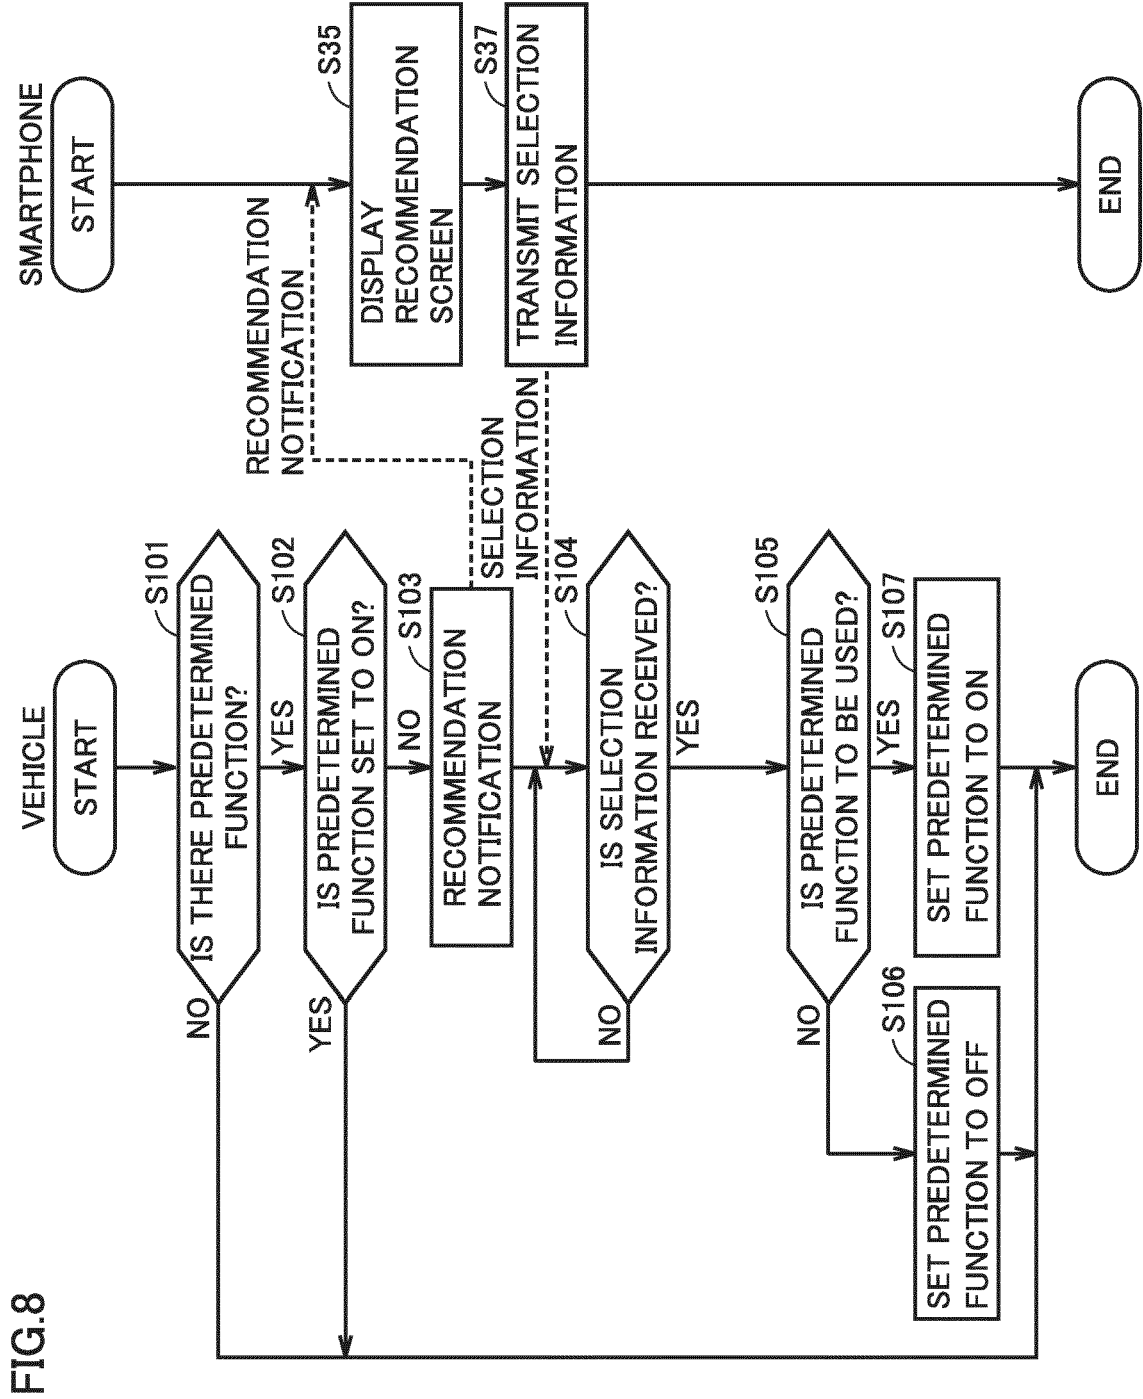 FIG.8
VEHICLE
START
S101
IS THERE PREDETERMINED
FUNCTION?
NO
YES
S102
IS PREDETERMINED
FUNCTION SET TO ON?
YES
NO
S103
RECOMMENDATION
NOTIFICATION
S104
IS SELECTION
INFORMATION RECEIVED?
NO
YES
S105
IS PREDETERMINED
FUNCTION TO BE USED?
NO
YES
S106
SET PREDETERMINED
FUNCTION TO OFF
S107
SET PREDETERMINED
FUNCTION TO ON
END
RECOMMENDATION
NOTIFICATION
SELECTION
INFORMATION
SMARTPHONE
START
S35
DISPLAY
RECOMMENDATION
SCREEN
S37
TRANSMIT SELECTION
INFORMATION
END